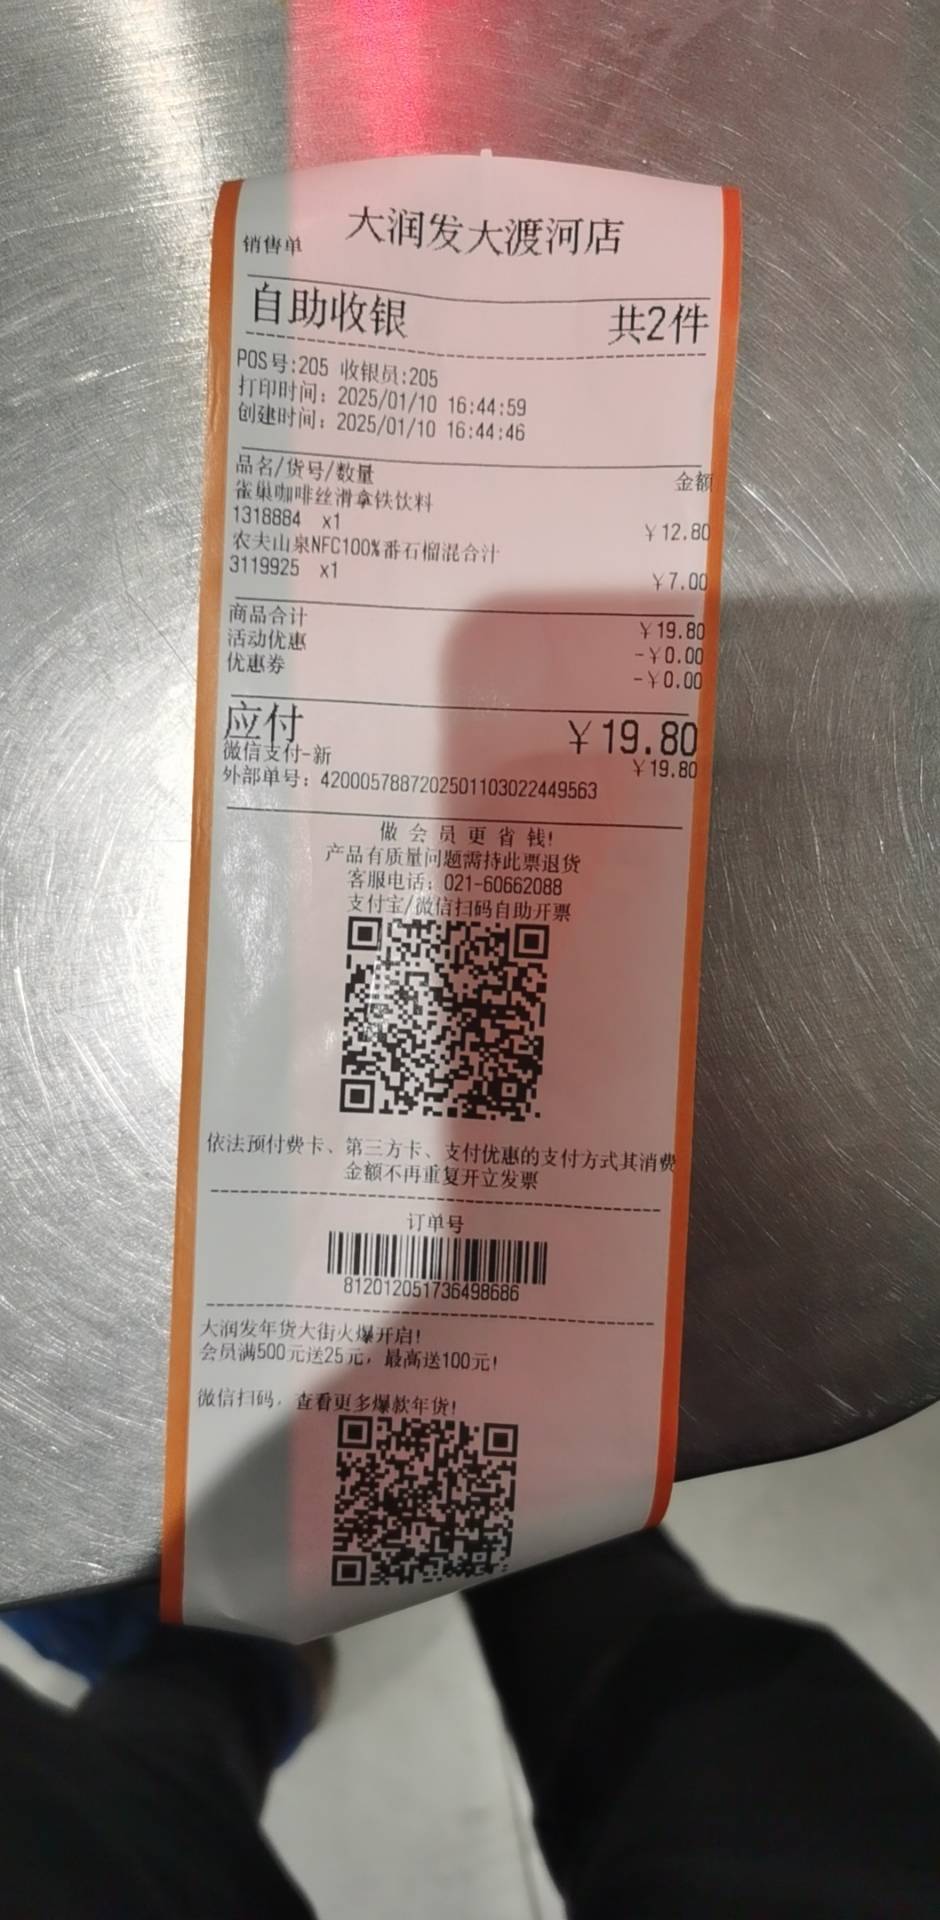 大润发大渡河店
销售单
自助收银 共2件
POS号:205 收银员:205
打印时间: 2025/01/10 16:44:59
创建时间: 2025/01/10 16:44:46
品名/货号/数量 金额
雀巢咖啡丝滑拿铁饮料
1318884 x1 ￥12.80
农夫山泉NFC100%番石榴混合汁
3119925 x1 ￥7.00
商品合计 ￥19.80
活动优惠 -￥0.00
优惠券 -￥0.00
应付 ￥19.80
微信支付-新 ￥19.80
外部单号: 4200057887202501103022449563
做会员更省钱!
产品有质量问题需持此票退货
客服电话: 021-60662088
支付宝/微信扫码自助开票
依法预付费卡、第三方卡、支付优惠的支付方式其消费
金额不再重复开立发票
订单号
812012051736498686
大润发年货大街火爆开启!
会员满500元送25元，最高送100元!
微信扫码，查看更多爆款年货!